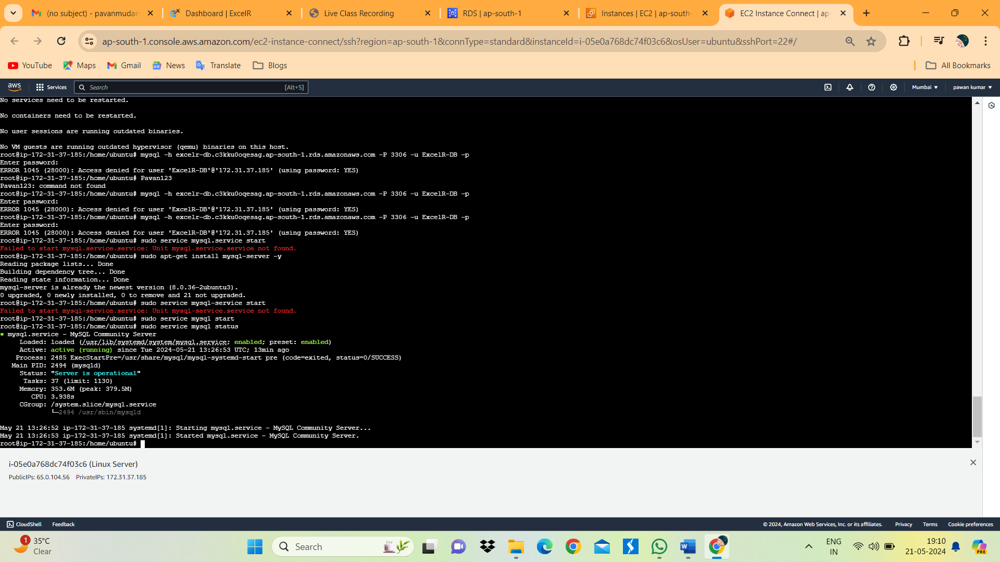 (no subject) - pavanmudan
Dashboard | ExcelR
Live Class Recording
RDS | ap-south-1
Instances | EC2 | ap-south-
EC2 Instance Connect | ap-
ap-south-1.console.aws.amazon.com/ec2-instance-connect/ssh?region=ap-south-1&connType=standard&instanceId=i-05e0a768dc74f03c6&osUser=ubuntu&sshPort=22#/
YouTube Maps Gmail News Translate Blogs All Bookmarks
aws Services Search [Alt+S] Mumbai pawan kumar
No services need to be restarted.
No containers need to be restarted.
No user sessions are running outdated binaries.
No VM guests are running outdated hypervisor (qemu) binaries on this host.
root@ip-172-31-37-185:/home/ubuntu# mysql -h excelr-db.c3kku0oqesag.ap-south-1.rds.amazonaws.com -P 3306 -u ExcelR-DB -p
Enter password:
ERROR 1045 (28000): Access denied for user 'ExcelR-DB'@'172.31.37.185' (using password: YES)
root@ip-172-31-37-185:/home/ubuntu# Pavan123
Pavan123: command not found
root@ip-172-31-37-185:/home/ubuntu# mysql -h excelr-db.c3kku0oqesag.ap-south-1.rds.amazonaws.com -P 3306 -u ExcelR-DB -p
Enter password:
ERROR 1045 (28000): Access denied for user 'ExcelR-DB'@'172.31.37.185' (using password: YES)
root@ip-172-31-37-185:/home/ubuntu# mysql -h excelr-db.c3kku0oqesag.ap-south-1.rds.amazonaws.com -P 3306 -u ExcelR-DB -p
Enter password:
ERROR 1045 (28000): Access denied for user 'ExcelR-DB'@'172.31.37.185' (using password: YES)
root@ip-172-31-37-185:/home/ubuntu# sudo service mysql.service start
Failed to start mysql.service.service: Unit mysql.service.service not found.
root@ip-172-31-37-185:/home/ubuntu# sudo apt-get install mysql-server -y
Reading package lists... Done
Building dependency tree... Done
Reading state information... Done
mysql-server is already the newest version (8.0.36-2ubuntu3).
0 upgraded, 0 newly installed, 0 to remove and 21 not upgraded.
root@ip-172-31-37-185:/home/ubuntu# sudo service mysql-service start
Failed to start mysql-service.service: Unit mysql-service.service not found.
root@ip-172-31-37-185:/home/ubuntu# sudo service mysql start
root@ip-172-31-37-185:/home/ubuntu# sudo service mysql status
● mysql.service - MySQL Community Server
Loaded: loaded (/usr/lib/systemd/system/mysql.service; enabled; preset: enabled)
Active: active (running) since Tue 2024-05-21 13:26:53 UTC; 13min ago
Process: 2485 ExecStartPre=/usr/share/mysql/mysql-systemd-start pre (code=exited, status=0/SUCCESS)
Main PID: 2494 (mysqld)
Status: "Server is operational"
Tasks: 37 (limit: 1130)
Memory: 353.6M (peak: 379.5M)
CPU: 3.938s
CGroup: /system.slice/mysql.service
└─2494 /usr/sbin/mysqld
May 21 13:26:52 ip-172-31-37-185 systemd[1]: Starting mysql.service - MySQL Community Server...
May 21 13:26:53 ip-172-31-37-185 systemd[1]: Started mysql.service - MySQL Community Server.
root@ip-172-31-37-185:/home/ubuntu#
i-05e0a768dc74f03c6 (Linux Server)
PublicIPs: 65.0.104.56 PrivateIPs: 172.31.37.185
CloudShell Feedback © 2024, Amazon Web Services, Inc. or its affiliates. Privacy Terms Cookie preferences
1 35°C
Clear
Search
ENG
IN
19:10
21-05-2024
PRE